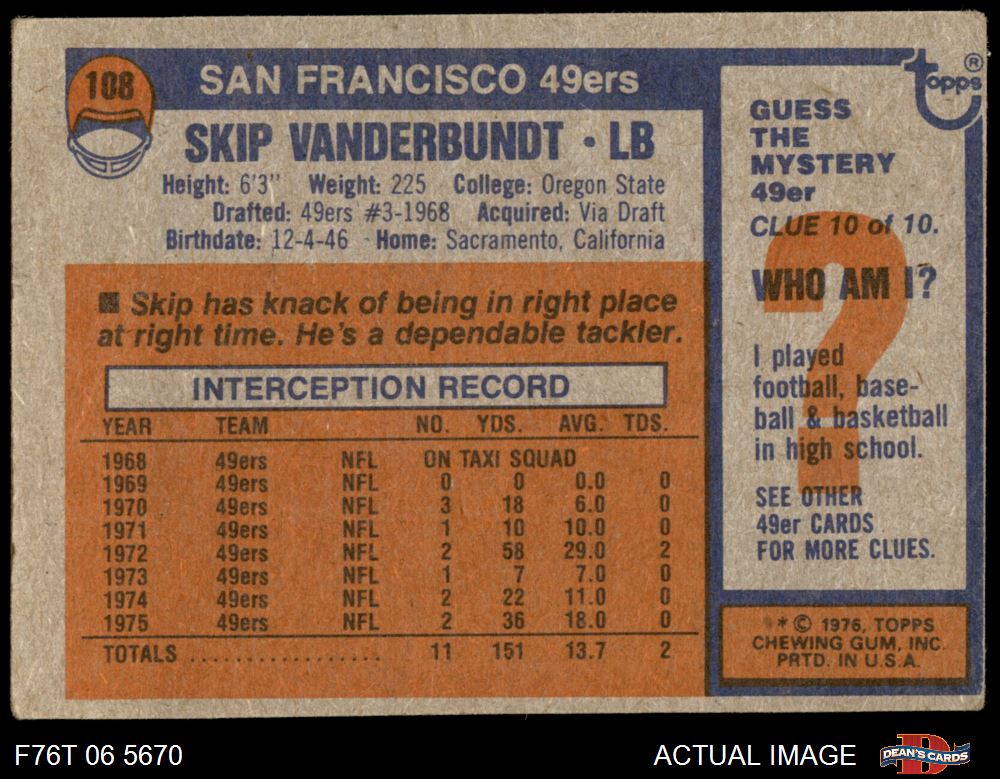 108
SAN FRANCISCO 49ers
SKIP VANDERBUNDT • LB
Height: 6'3" Weight: 225 College: Oregon State
Drafted: 49ers #3-1968 Acquired: Via Draft
Birthdate: 12-4-46 - Home: Sacramento, California
■ Skip has knack of being in right place
at right time. He's a dependable tackler.
INTERCEPTION RECORD
YEAR TEAM NO. YDS. AVG. TDS.
1968 49ers NFL ON TAXI SQUAD
1969 49ers NFL 0 0 0.0 0
1970 49ers NFL 3 18 6.0 0
1971 49ers NFL 1 10 10.0 0
1972 49ers NFL 2 58 29.0 2
1973 49ers NFL 1 7 7.0 0
1974 49ers NFL 2 22 11.0 0
1975 49ers NFL 2 36 18.0 0
TOTALS .................. 11 151 13.7 2
topps ®
GUESS
THE
MYSTERY
49er
CLUE 10 of 10.
WHO AM I?
?
I played
football, base-
ball & basketball
in high school.
SEE OTHER
49er CARDS
FOR MORE CLUES.
* © 1976, TOPPS
CHEWING GUM, INC.
PRTD. IN U.S.A.
F76T 06 5670
ACTUAL IMAGE
D
DEAN'S CARDS